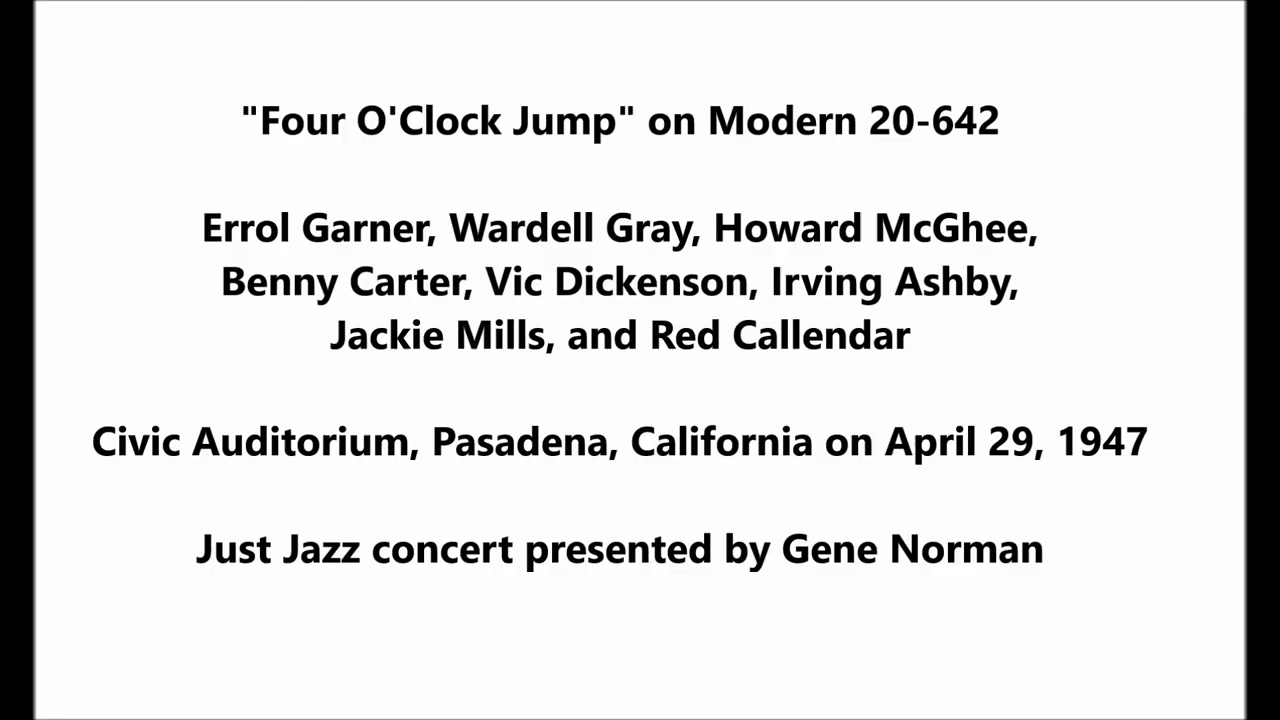 "Four O'Clock Jump" on Modern 20-642
Errol Garner, Wardell Gray, Howard McGhee,
Benny Carter, Vic Dickenson, Irving Ashby,
Jackie Mills, and Red Callendar
Civic Auditorium, Pasadena, California on April 29, 1947
Just Jazz concert presented by Gene Norman